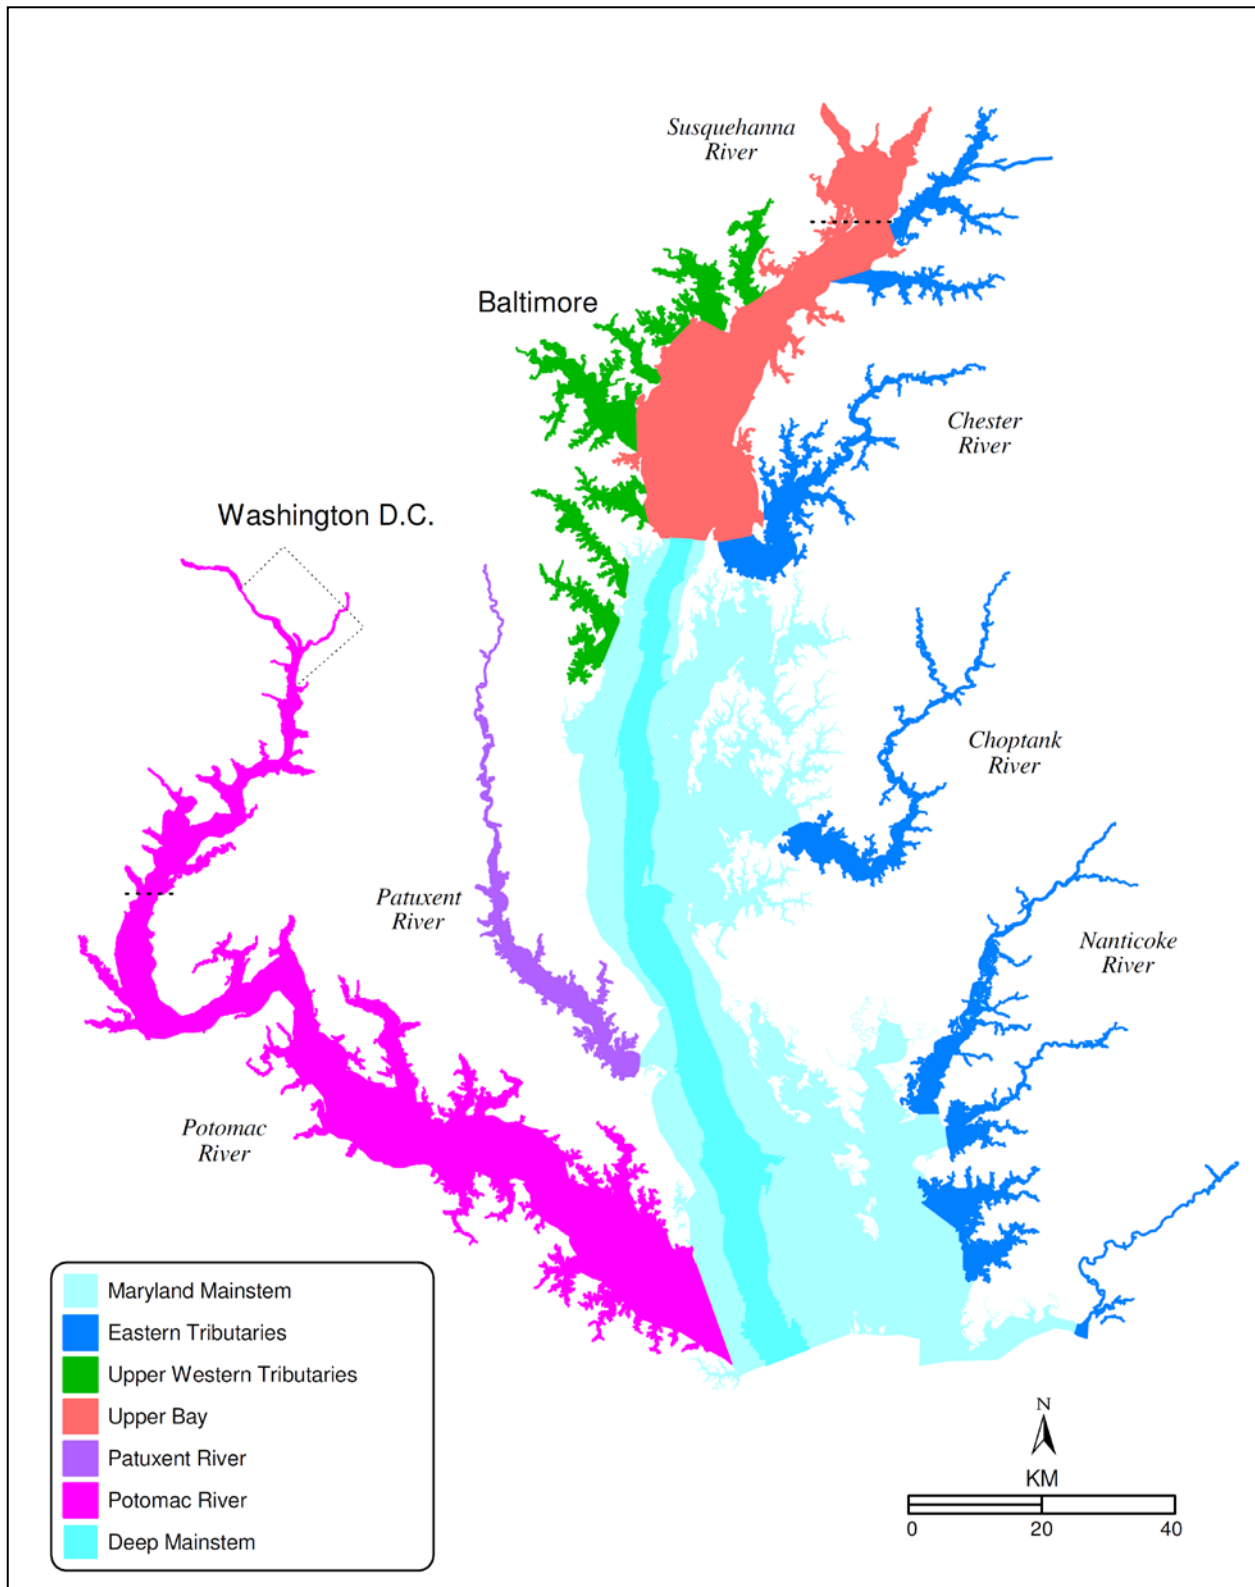 Susquehanna
River
Baltimore
Chester
River
Washington D.C.
Choptank
River
Patuxent
River
Nanticoke
River
Potomac
River
Maryland Mainstem
Eastern Tributaries
Upper Western Tributaries
Upper Bay
Patuxent River
Potomac River
Deep Mainstem
N
KM
0 20 40